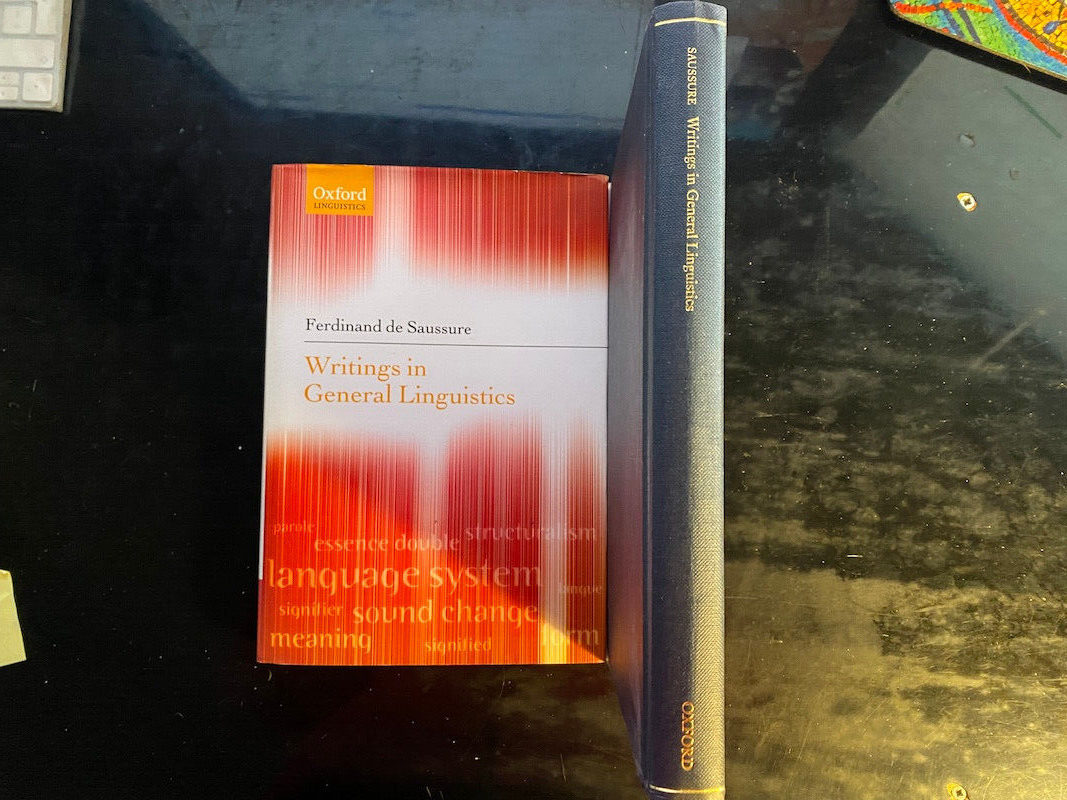 Oxford
LINGUISTICS
Ferdinand de Saussure
Writings in
General Linguistics
parole
structuralism
essence double
language system
langue
signifier
sound change
meaning
signified
form
SAUSSURE Writings in General Linguistics
OXFORD